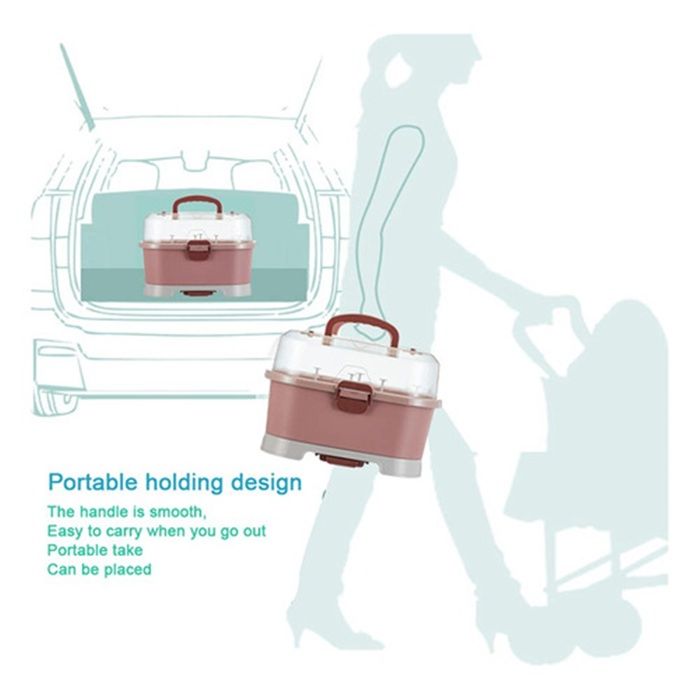 Portable holding design
The handle is smooth,
Easy to carry when you go out
Portable take
Can be placed